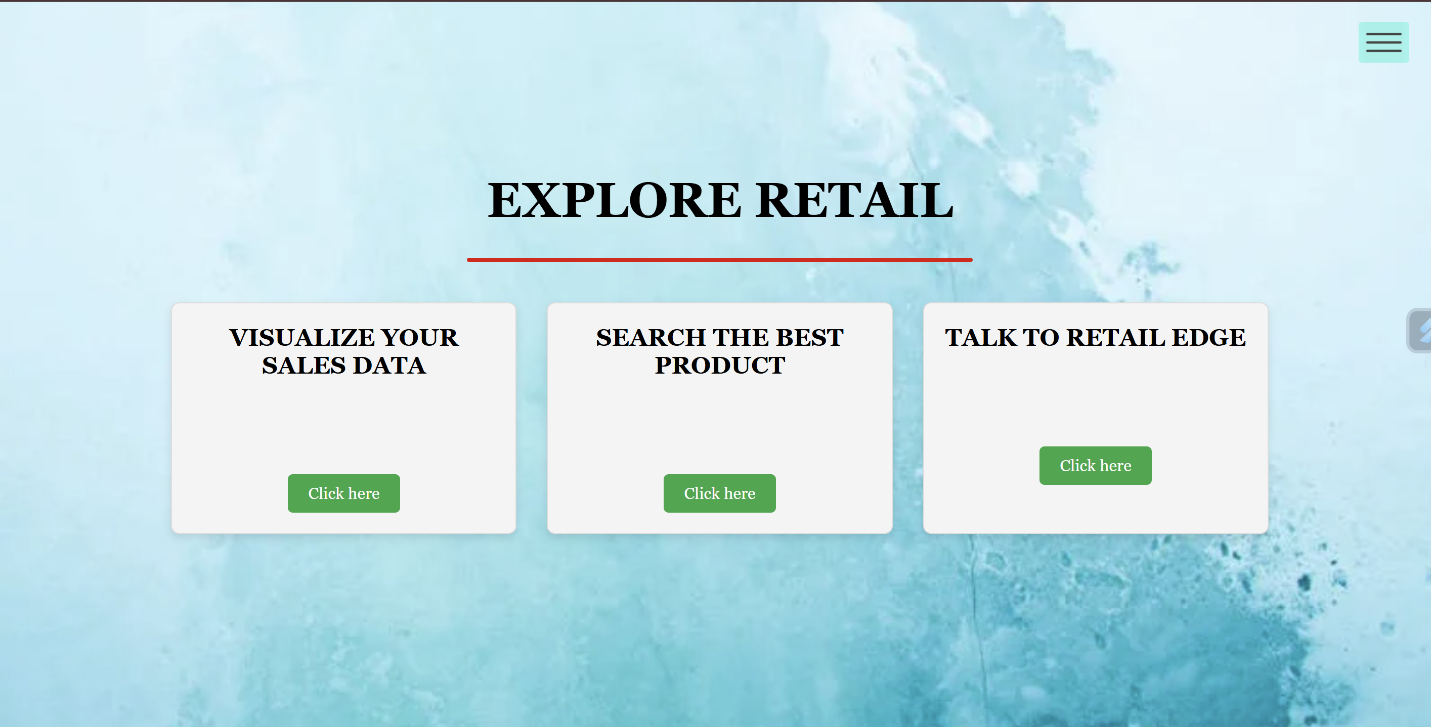 EXPLORE RETAIL
VISUALIZE YOUR
SALES DATA
Click here
SEARCH THE BEST
PRODUCT
Click here
TALK TO RETAIL EDGE
Click here